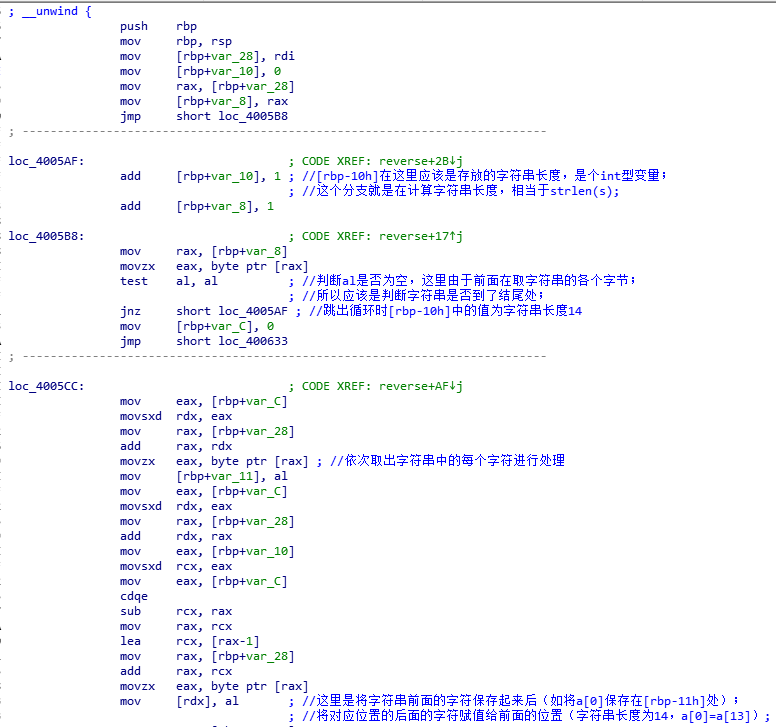 ; __unwind {
push rbp
mov rbp, rsp
mov [rbp+var_28], rdi
mov [rbp+var_10], 0
mov rax, [rbp+var_28]
mov [rbp+var_8], rax
jmp short loc_4005B8
; ---------------------------------------------------------------------------
loc_4005AF: ; CODE XREF: reverse+2B↓j
add [rbp+var_10], 1 ; //[rbp-10h]在这里应该是存放的字符串长度，是个int型变量；
; //这个分支就是在计算字符串长度，相当于strlen(s);
add [rbp+var_8], 1
loc_4005B8: ; CODE XREF: reverse+17↑j
mov rax, [rbp+var_8]
movzx eax, byte ptr [rax]
test al, al ; //判断al是否为空，这里由于前面在取字符串的各个字节；
; //所以应该是判断字符串是否到了结尾处；
jnz short loc_4005AF ; //跳出循环时[rbp-10h]中的值为字符串长度14
mov [rbp+var_C], 0
jmp short loc_400633
; ---------------------------------------------------------------------------
loc_4005CC: ; CODE XREF: reverse+AF↓j
mov eax, [rbp+var_C]
movsxd rdx, eax
mov rax, [rbp+var_28]
add rax, rdx
movzx eax, byte ptr [rax] ; //依次取出字符串中的每个字符进行处理
mov [rbp+var_11], al
mov eax, [rbp+var_C]
movsxd rdx, eax
mov rax, [rbp+var_28]
add rdx, rax
mov eax, [rbp+var_10]
movsxd rcx, eax
mov eax, [rbp+var_C]
cdqe
sub rcx, rax
mov rax, rcx
lea rcx, [rax-1]
mov rax, [rbp+var_28]
add rax, rcx
movzx eax, byte ptr [rax]
mov [rdx], al ; //这里是将字符串前面的字符保存起来后（如将a[0]保存在[rbp-11h]处）；
; //将对应位置的后面的字符赋值给前面的位置（字符串长度为14，a[0]=a[13]）；